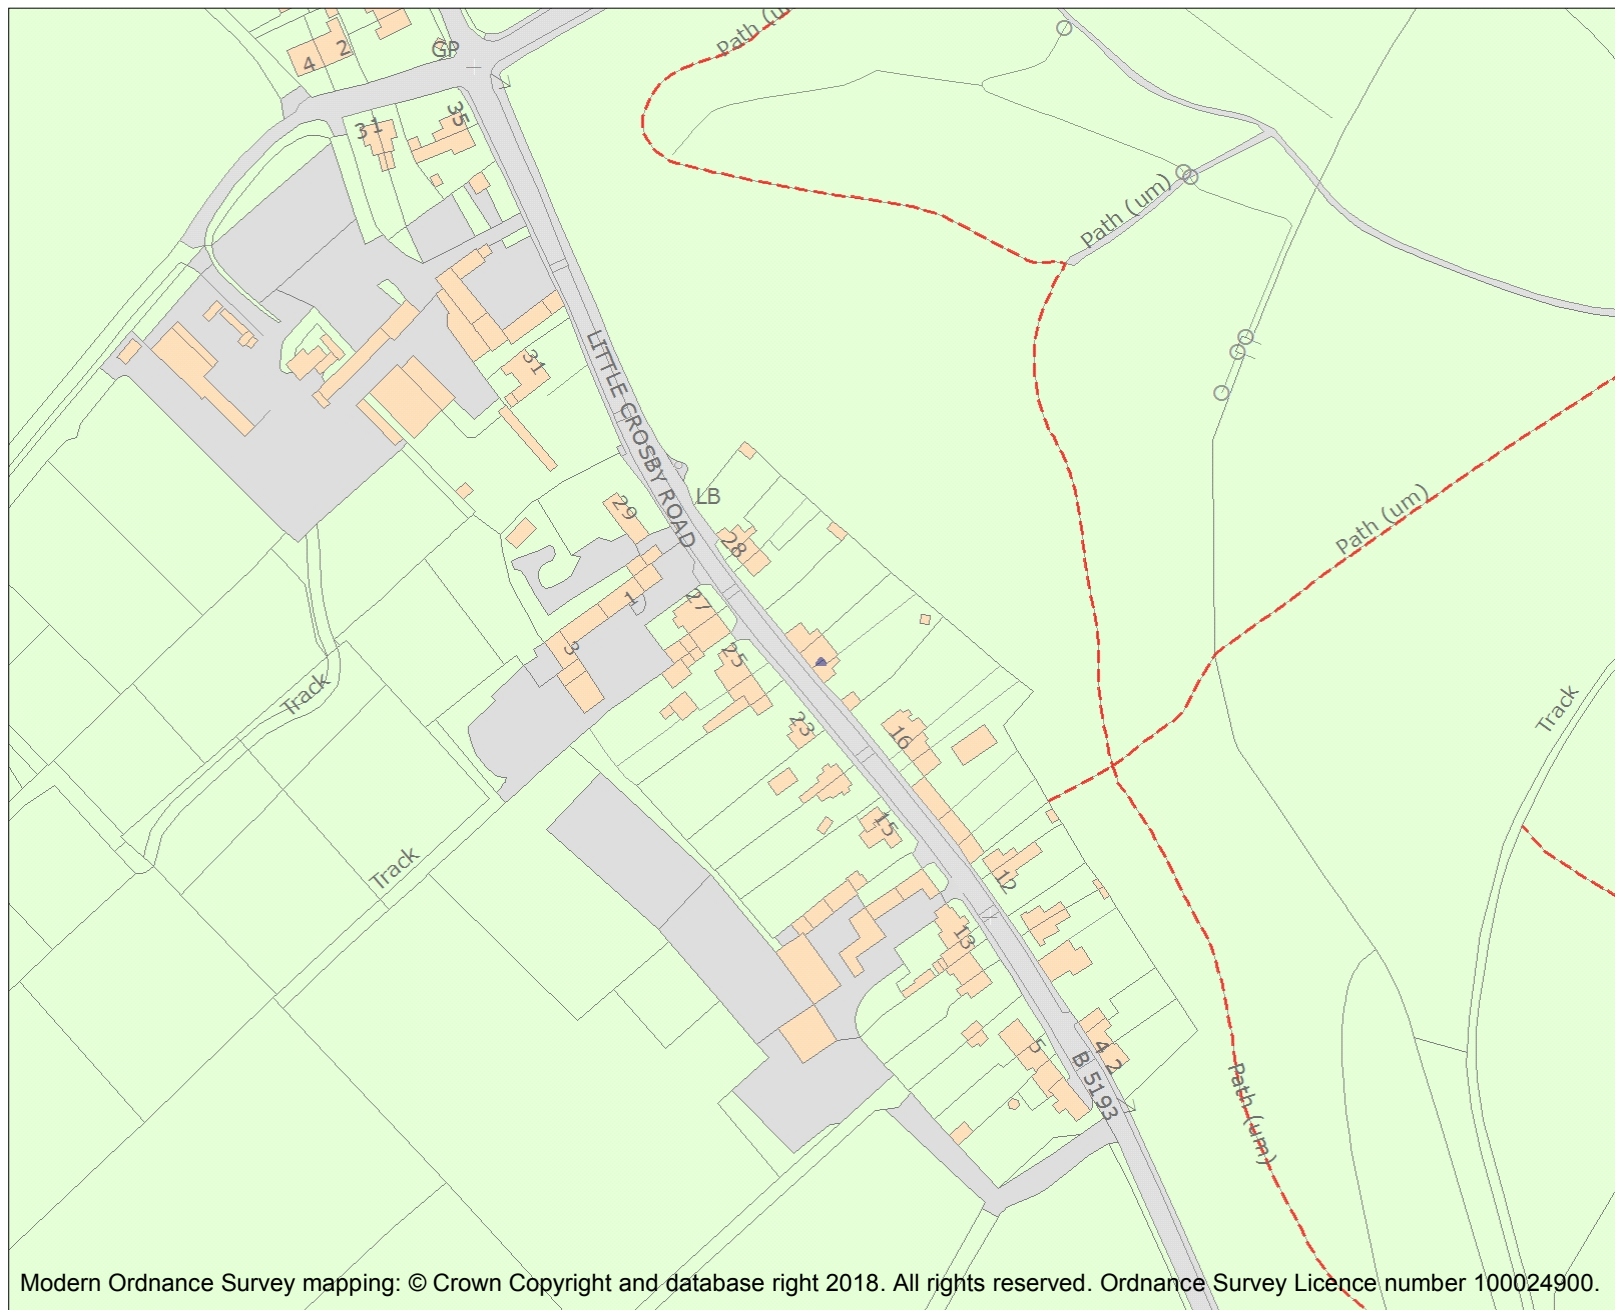 Path (u
GP
4
2
31
35
Path (um)
31
LITTLE CROSBY ROAD
LB
29
28
Path (um)
1
27
3
25
Track
Track
23
16
15
Track
12
13
5
4
2
B 5193
Path (um)
Modern Ordnance Survey mapping: © Crown Copyright and database right 2018. All rights reserved. Ordnance Survey Licence number 100024900.